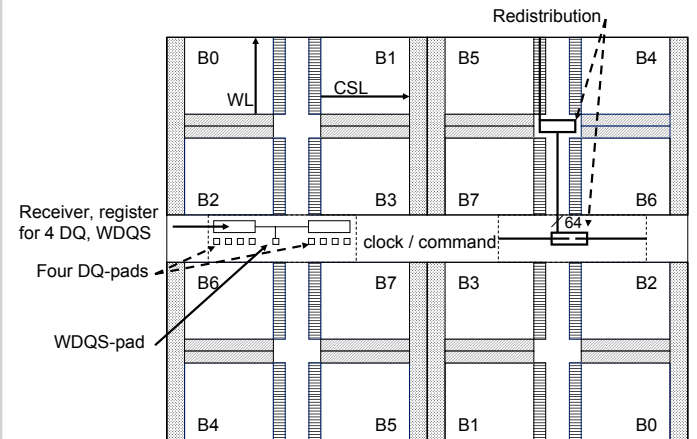 Redistribution
B0
B1
B5
B4
WL
CSL
B2
B3
B7
B6
Receiver, register
for 4 DQ, WDQS
64
clock / command
Four DQ-pads
B6
B7
B3
B2
WDQS-pad
B4
B5
B1
B0